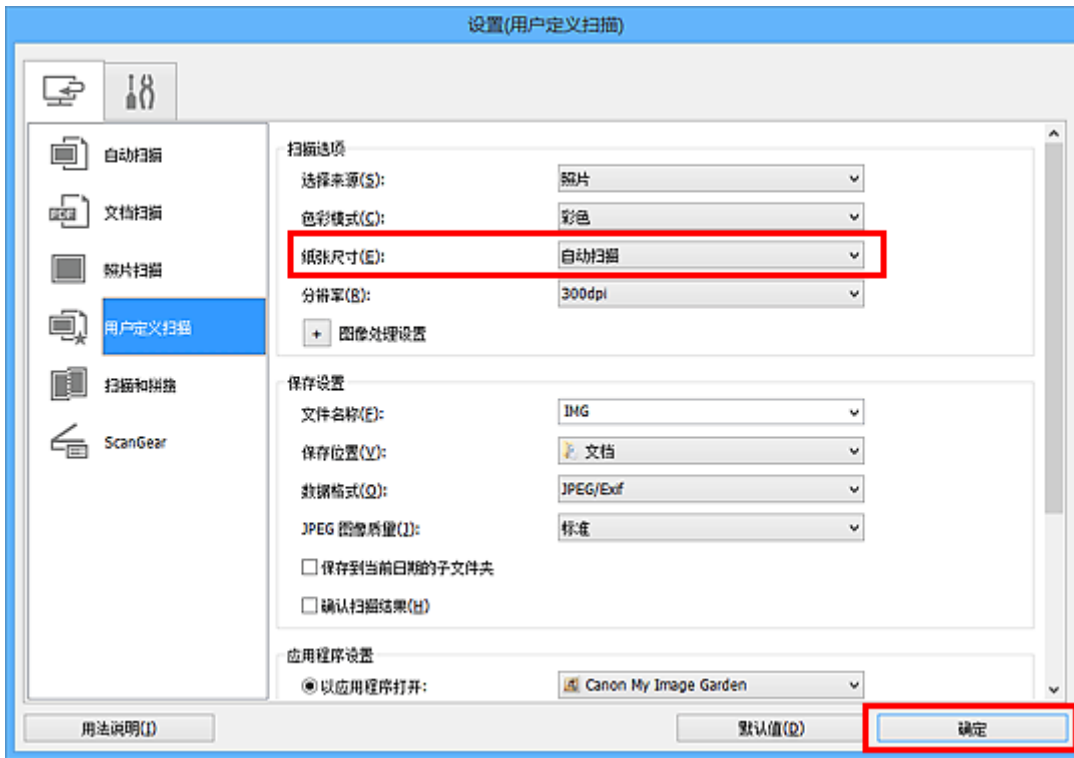 设置(用户定义扫描)
自动扫描
文档扫描
照片扫描
用户定义扫描
扫描和拼接
ScanGear
扫描选项
选择来源(S): 照片
色彩模式(C): 彩色
纸张尺寸(E): 自动扫描
分辨率(R): 300dpi
+ 图像处理设置
保存设置
文件名称(F): IMG
保存位置(V): 文档
数据格式(O): JPEG/Exif
JPEG 图像质量(J): 标准
保存到当前日期的子文件夹
确认扫描结果(H)
应用程序设置
以应用程序打开: Canon My Image Garden
用法说明(I) 默认值(D) 确定